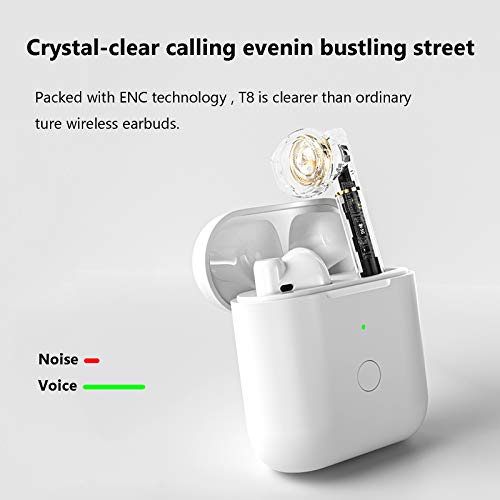 Crystal-clear calling evenin bustling street
Packed with ENC technology , T8 is clearer than ordinary
ture wireless earbuds.
Noise
Voice